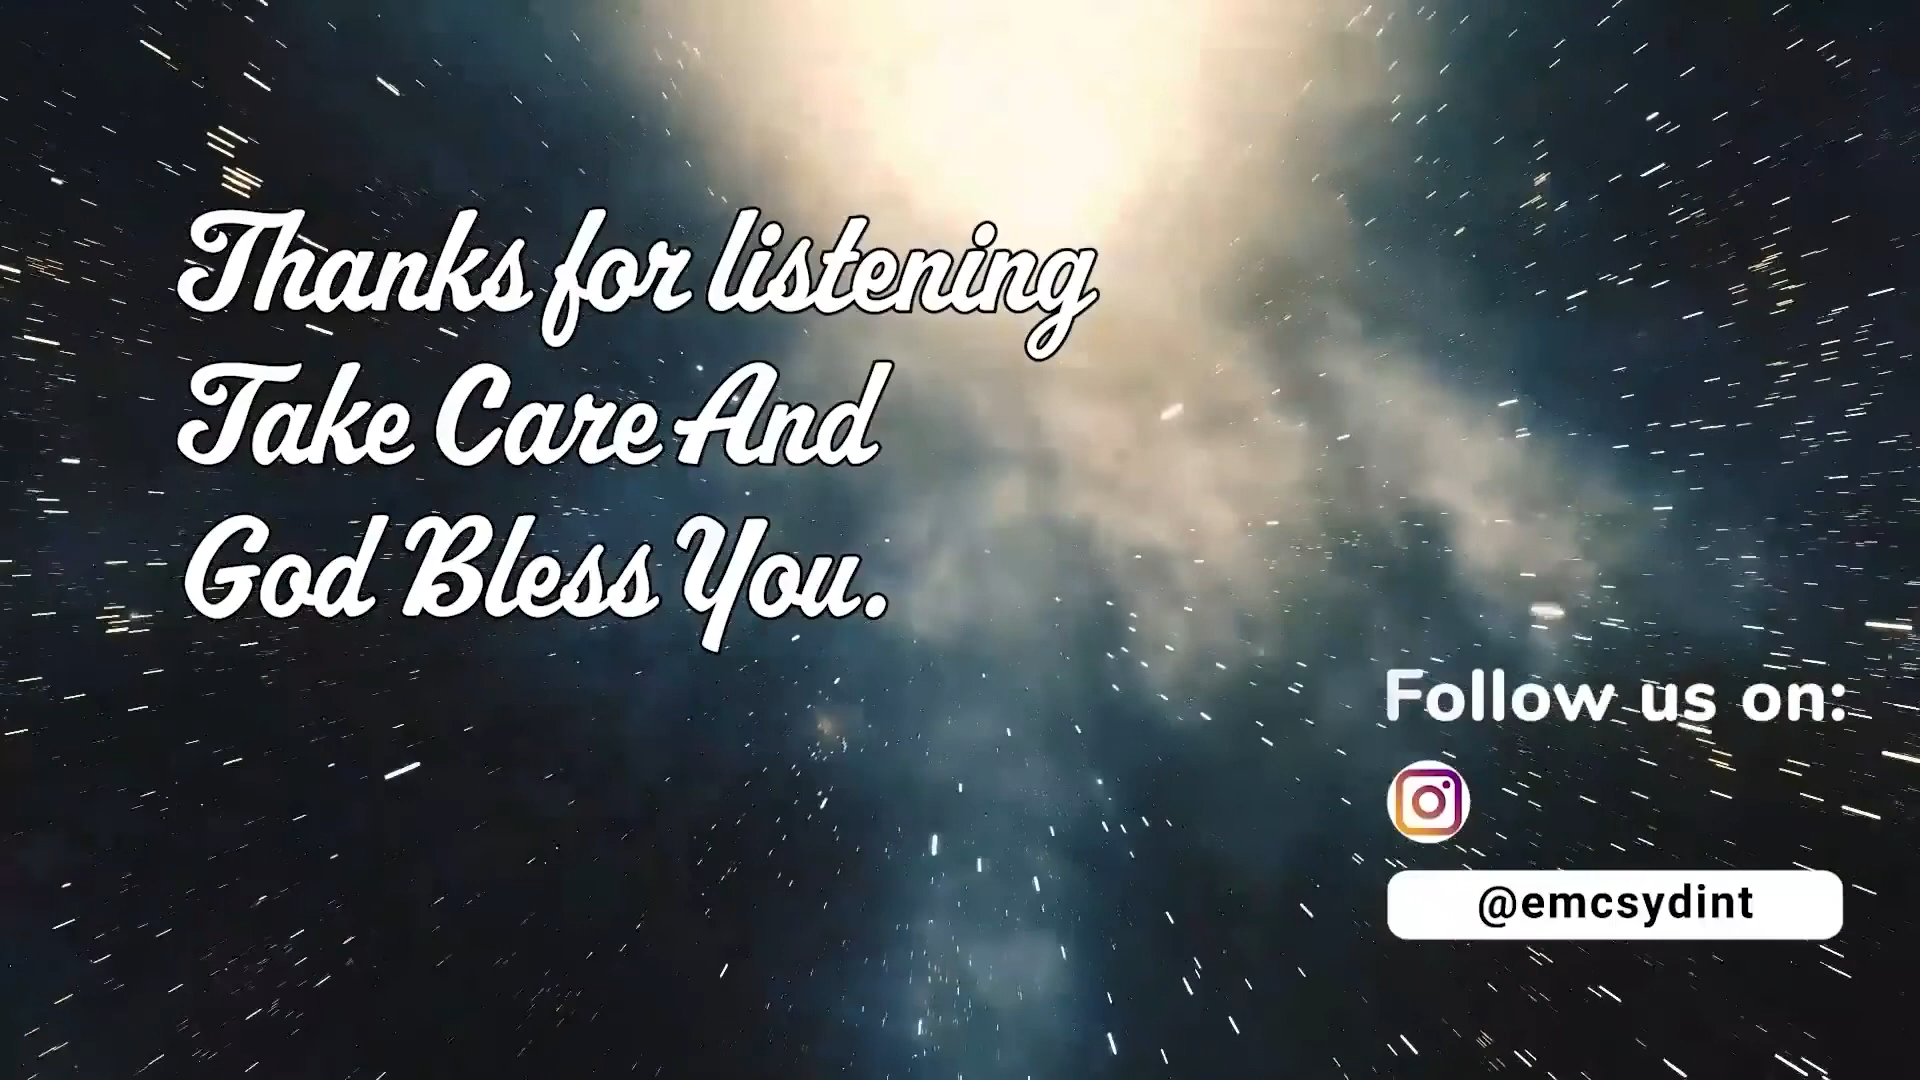 Thanks for listening
Take Care And
God Bless You.
Follow us on:
@emcsydint